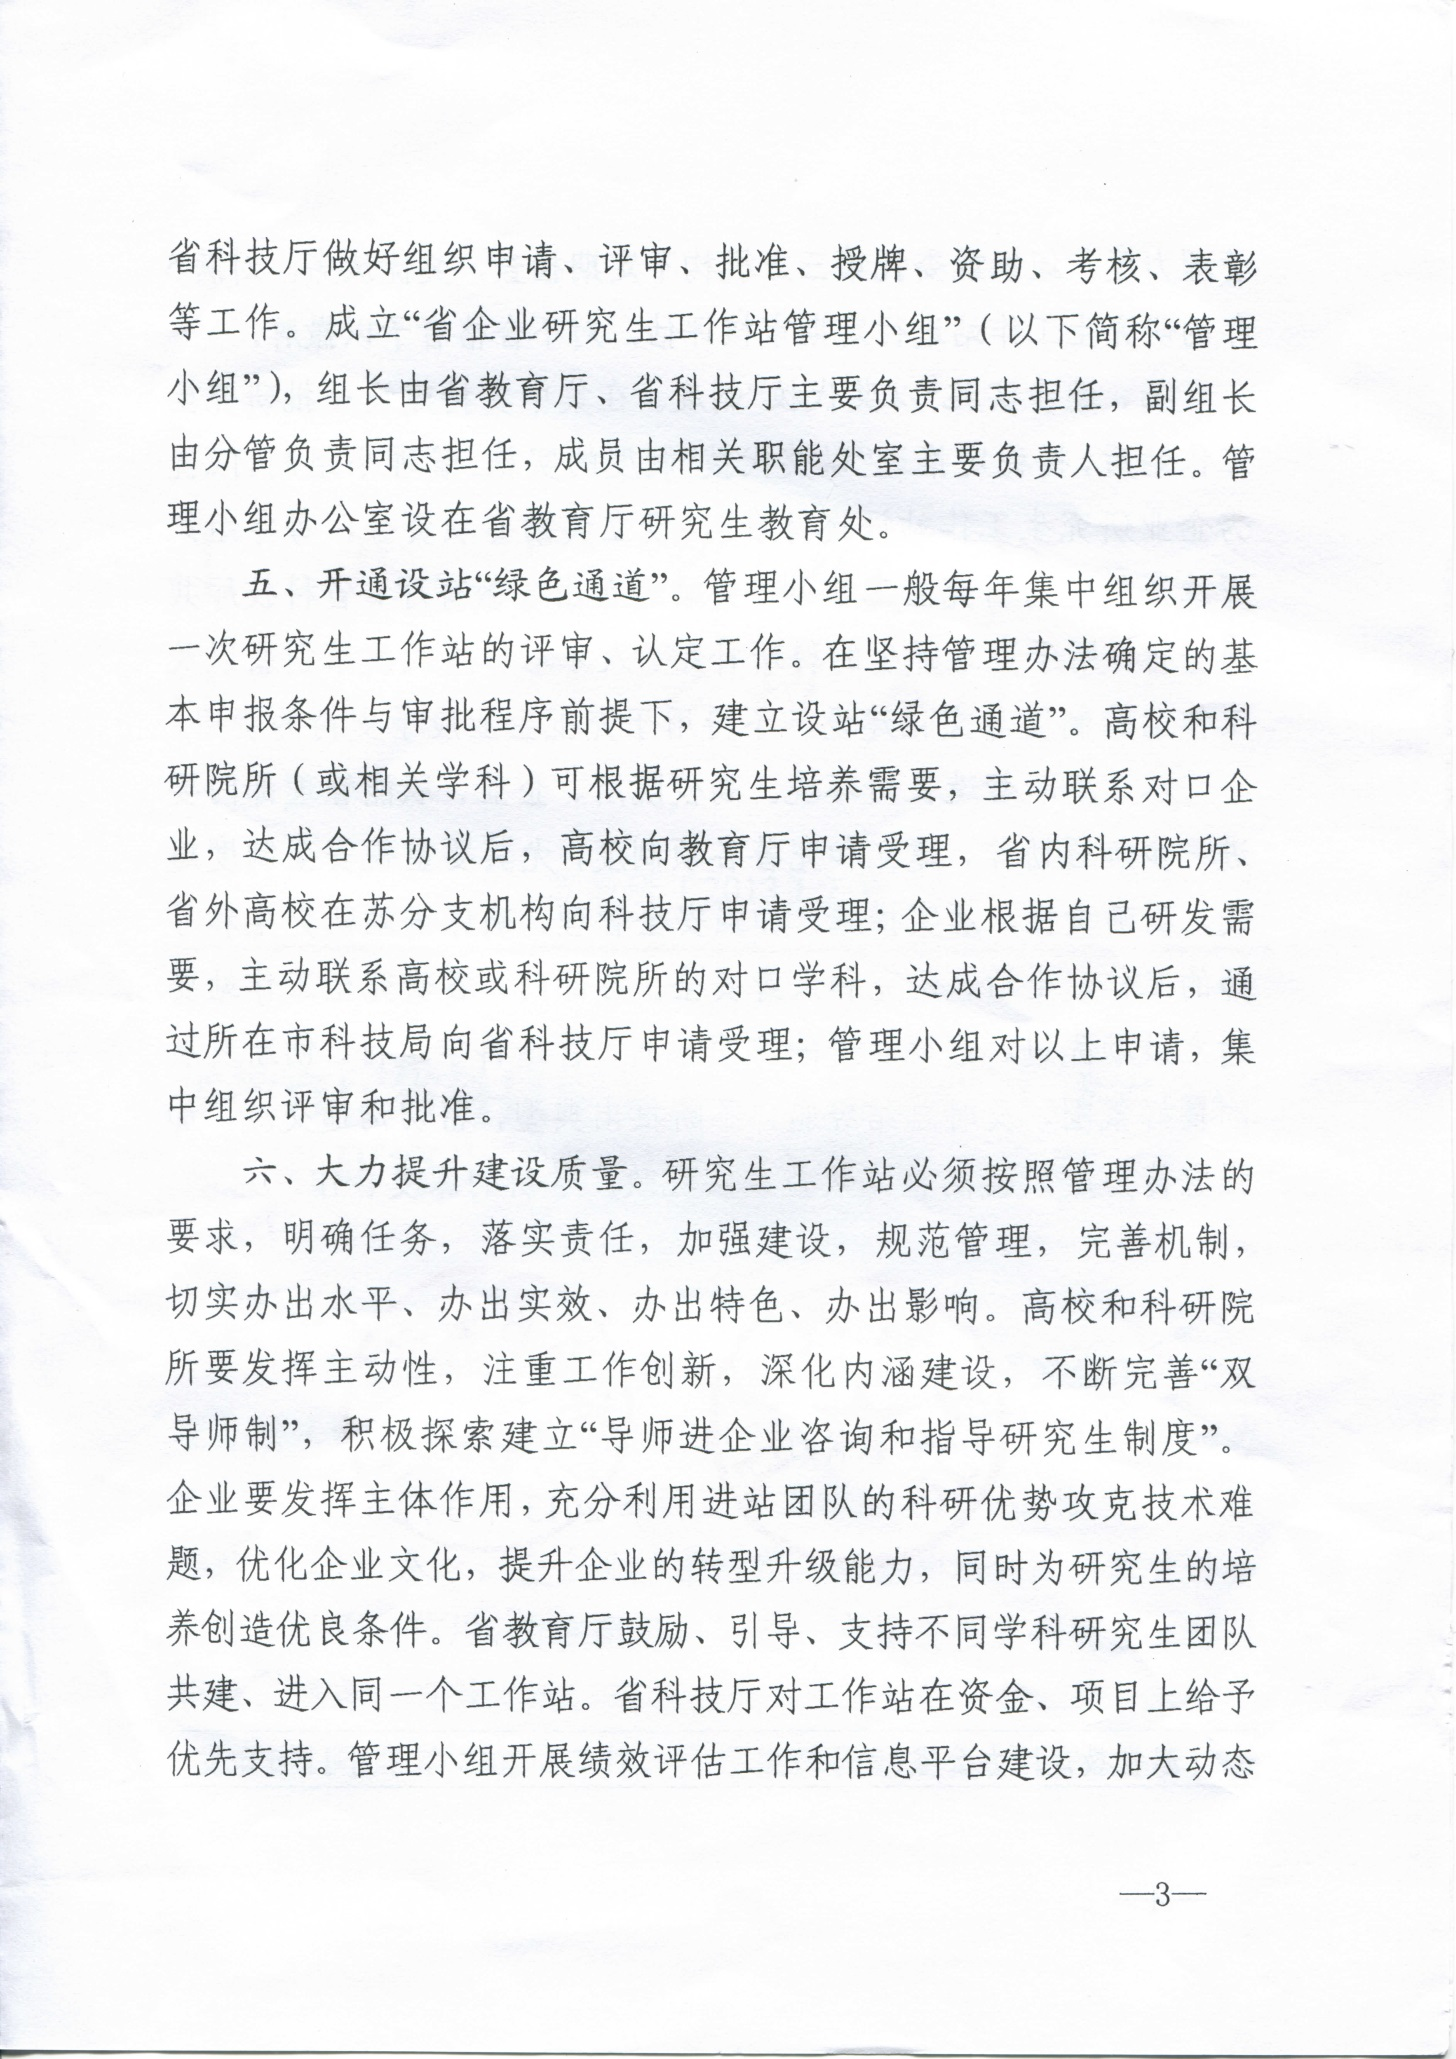 省科技厅做好组织申请、评审、批准、授牌、资助、考核、表彰
等工作。成立“省企业研究生工作站管理小组”（以下简称“管理
小组”），组长由省教育厅、省科技厅主要负责同志担任，副组长
由分管负责同志担任，成员由相关职能处室主要负责人担任。管
理小组办公室设在省教育厅研究生教育处。
五、开通设站“绿色通道”。管理小组一般每年集中组织开展
一次研究生工作站的评审、认定工作。在坚持管理办法确定的基
本申报条件与审批程序前提下，建立设站“绿色通道”。高校和科
研院所（或相关学科）可根据研究生培养需要，主动联系对口企
业，达成合作协议后，高校向教育厅申请受理，省内科研院所、
省外高校在苏分支机构向科技厅申请受理；企业根据自己研发需
要，主动联系高校或科研院所的对口学科，达成合作协议后，通
过所在市科技局向省科技厅申请受理；管理小组对以上申请，集
中组织评审和批准。
六、大力提升建设质量。研究生工作站必须按照管理办法的
要求，明确任务，落实责任，加强建设，规范管理，完善机制，
切实办出水平、办出实效、办出特色、办出影响。高校和科研院
所要发挥主动性，注重工作创新，深化内涵建设，不断完善“双
导师制”，积极探索建立“导师进企业咨询和指导研究生制度”。
企业要发挥主体作用，充分利用进站团队的科研优势攻克技术难
题，优化企业文化，提升企业的转型升级能力，同时为研究生的培
养创造优良条件。省教育厅鼓励、引导、支持不同学科研究生团队
共建、进入同一个工作站。省科技厅对工作站在资金、项目上给予
优先支持。管理小组开展绩效评估工作和信息平台建设，加大动态
—3—